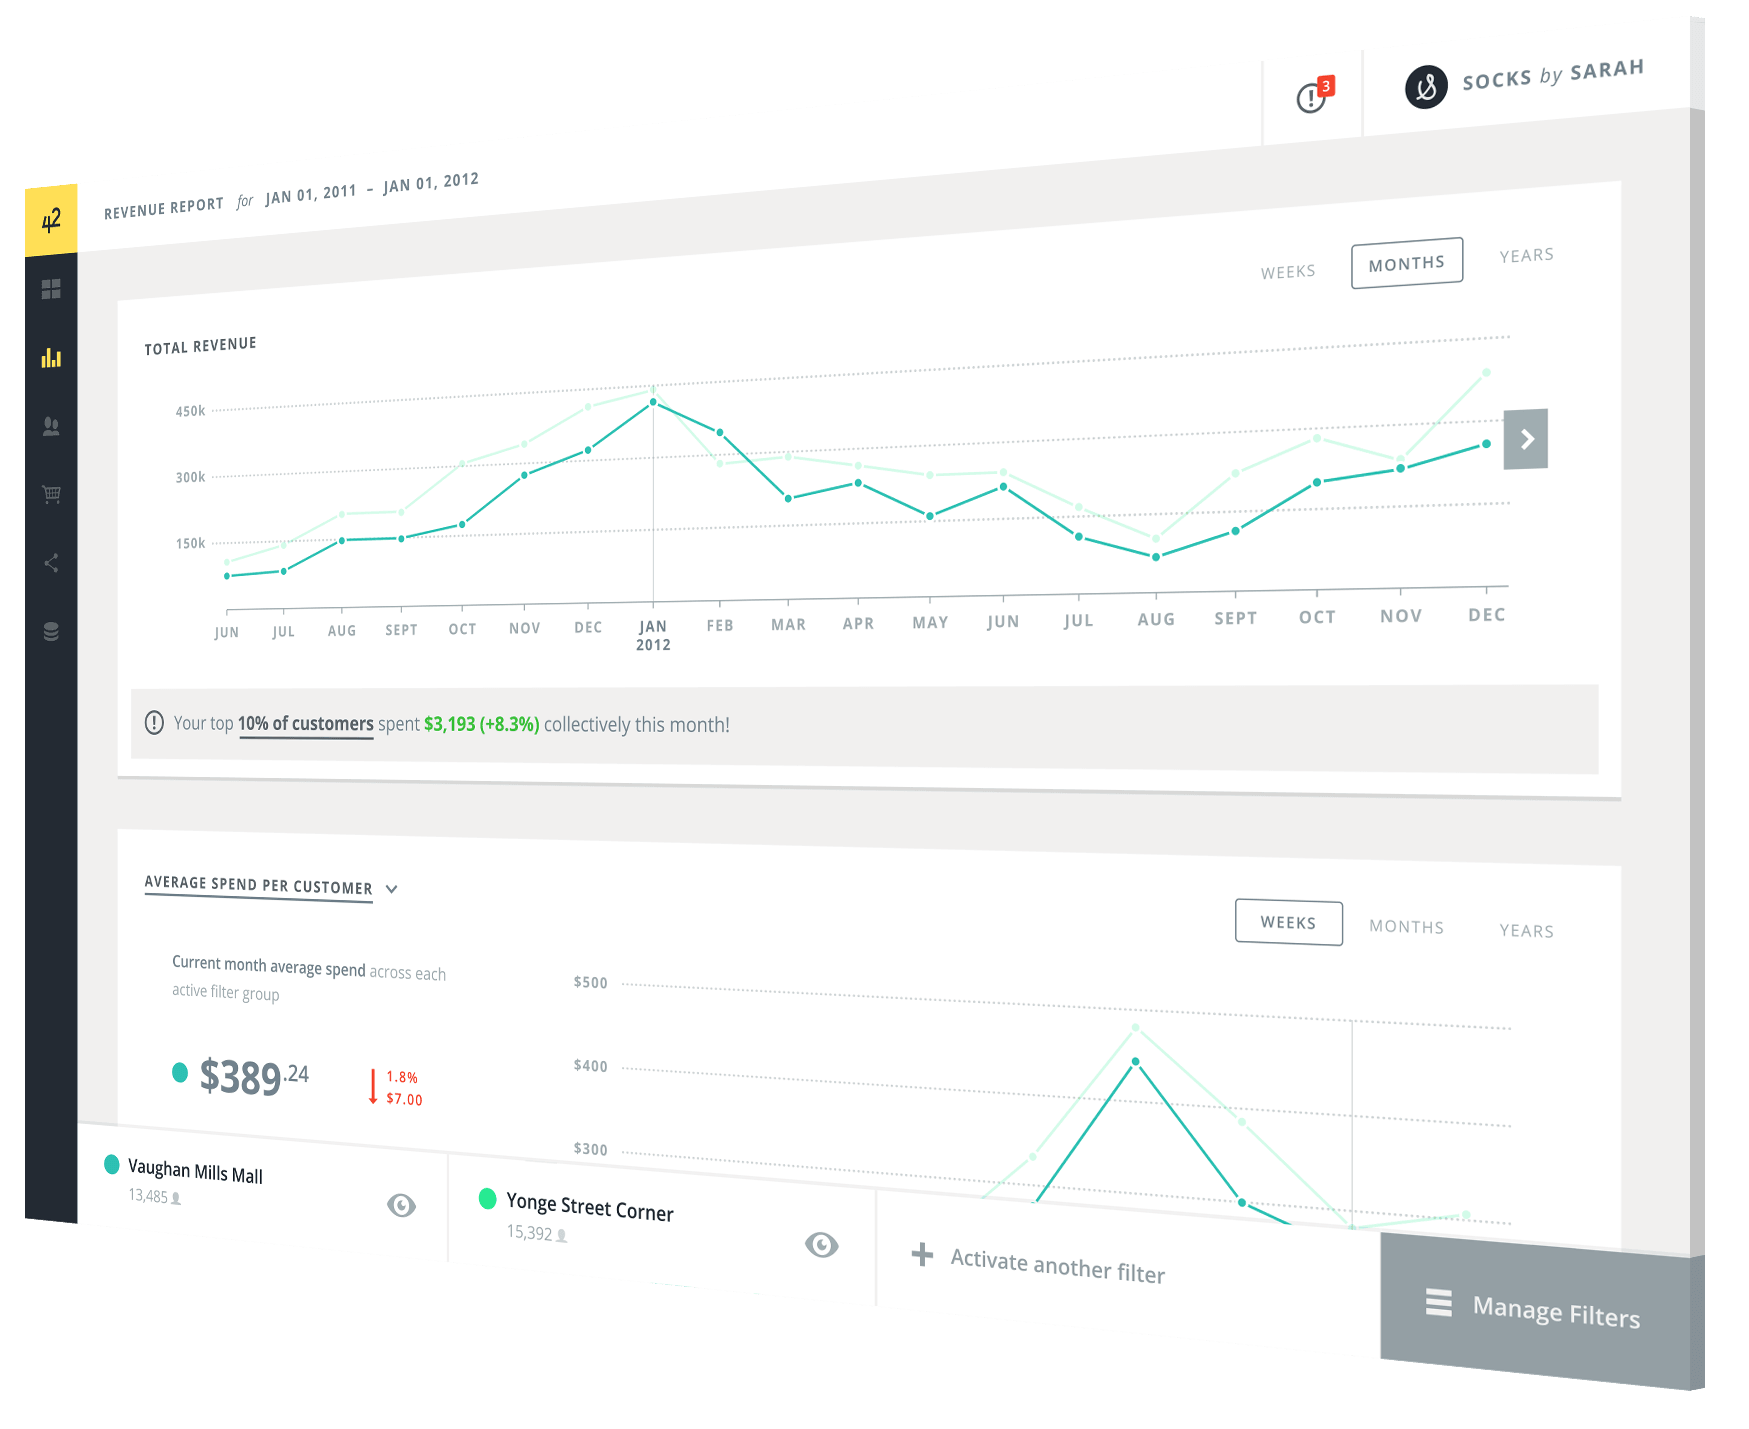 3
SOCKS by SARAH
42
REVENUE REPORT for JAN 01, 2011 – JAN 01, 2012
WEEKS MONTHS YEARS
TOTAL REVENUE
450k
300k
150k
JUN JUL AUG SEPT OCT NOV DEC JAN FEB MAR APR MAY JUN JUL AUG SEPT OCT NOV DEC
2012
Your top 10% of customers spent $3,193 (+8.3%) collectively this month!
AVERAGE SPEND PER CUSTOMER
WEEKS MONTHS YEARS
Current month average spend across each
active filter group
$389.24
1.8%
$7.00
$500
$400
$300
Vaughan Mills Mall
13,485
Yonge Street Corner
15,392
Activate another filter
Manage Filters